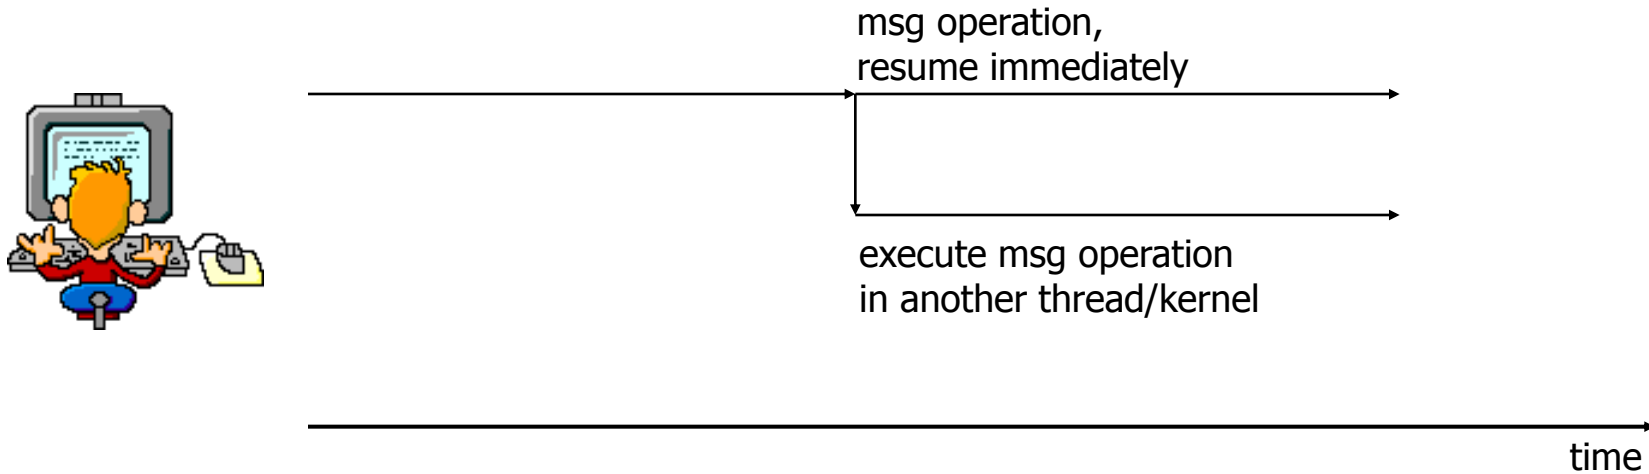 msg operation,
resume immediately
execute msg operation
in another thread/kernel
time